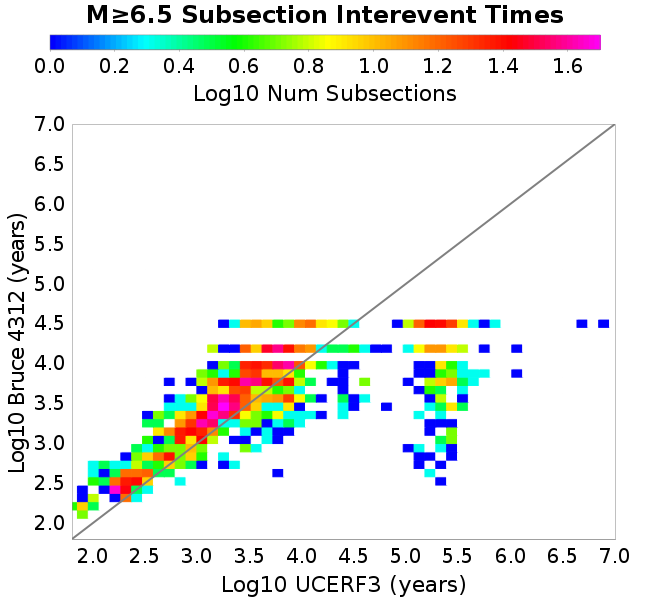 M≥6.5 Subsection Interevent Times
0.0 0.2 0.4 0.6 0.8 1.0 1.2 1.4 1.6
Log10 Num Subsections
7.0
6.5
6.0
5.5
5.0
4.5
4.0
3.5
3.0
2.5
2.0
Log10 Bruce 4312 (years)
2.0 2.5 3.0 3.5 4.0 4.5 5.0 5.5 6.0 6.5 7.0
Log10 UCERF3 (years)